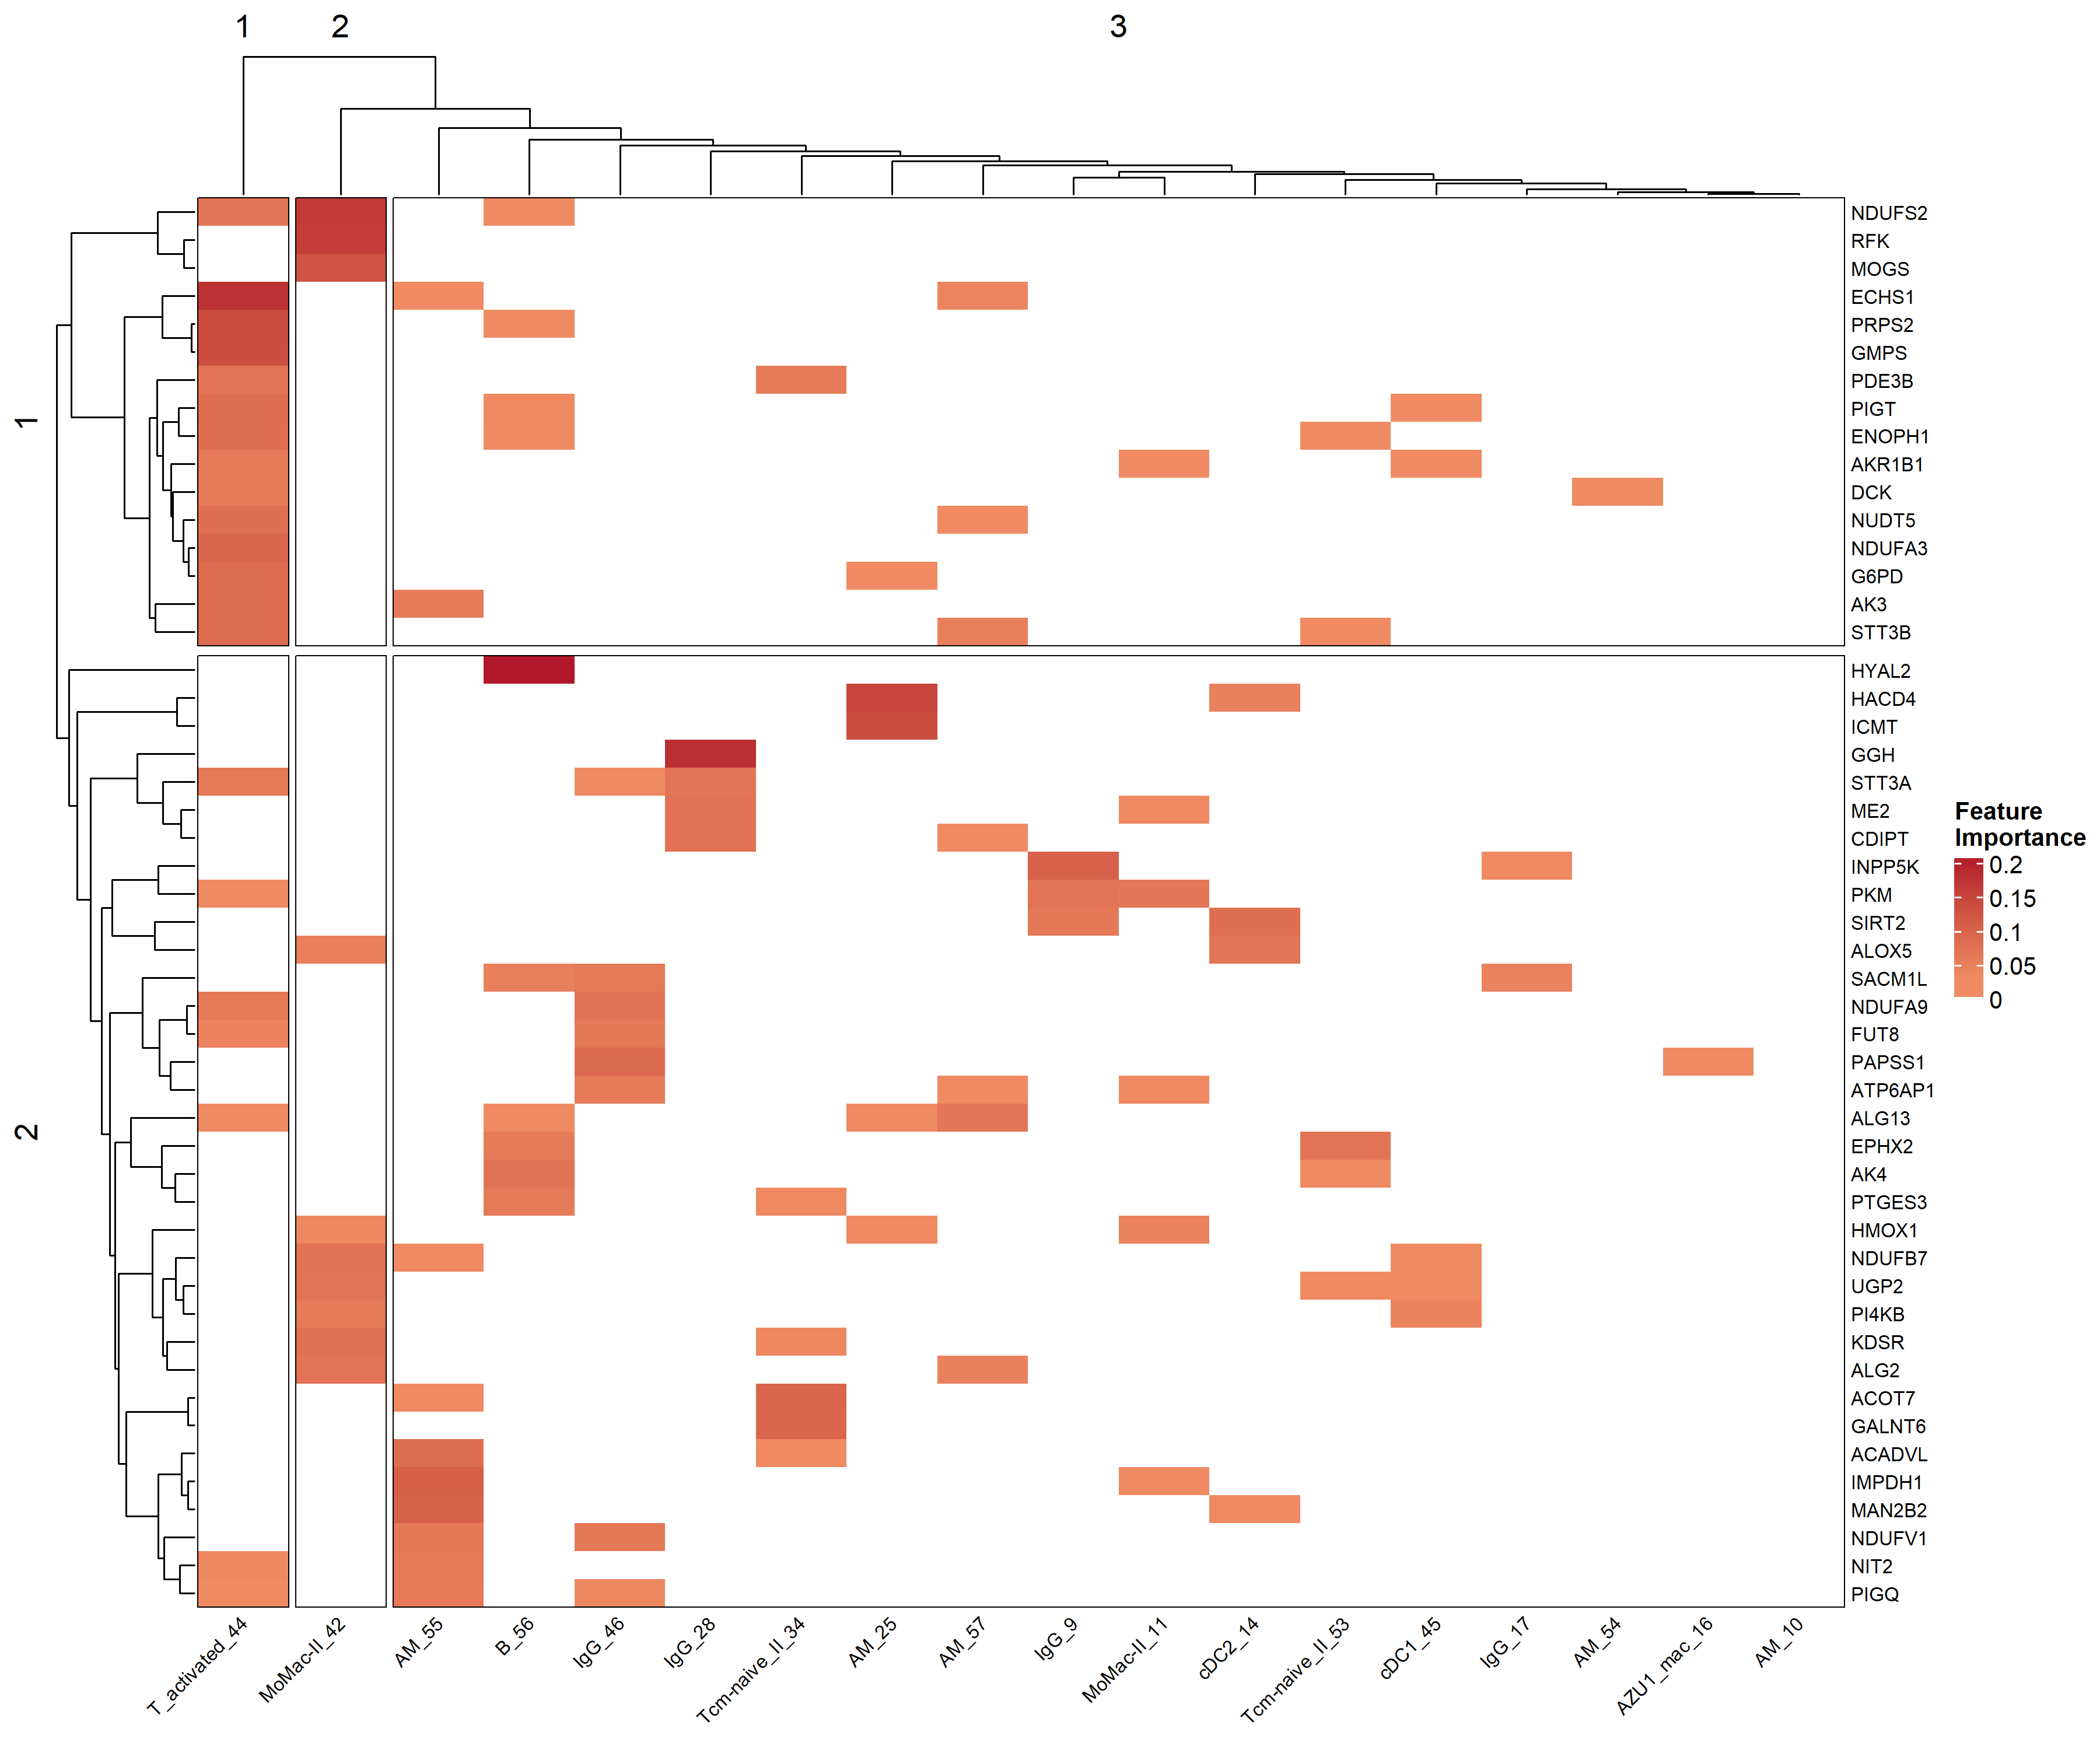 1
2
3
1
2
NDUFS2
RFK
MOGS
ECHS1
PRPS2
GMPS
PDE3B
PIGT
ENOPH1
AKR1B1
DCK
NUDT5
NDUFA3
G6PD
AK3
STT3B
HYAL2
HACD4
ICMT
GGH
STT3A
ME2
CDIPT
INPP5K
PKM
SIRT2
ALOX5
SACM1L
NDUFA9
FUT8
PAPSS1
ATP6AP1
ALG13
EPHX2
AK4
PTGES3
HMOX1
NDUFB7
UGP2
PI4KB
KDSR
ALG2
ACOT7
GALNT6
ACADVL
IMPDH1
MAN2B2
NDUFV1
NIT2
PIGQ
Feature
Importance
0.2
0.15
0.1
0.05
0
T_activated_44
MoMac-II_42
AM_55
B_56
IgG_46
IgG_28
Tcm-naive_II_34
AM_25
AM_57
IgG_9
MoMac-II_11
cDC2_14
Tcm-naive_II_53
cDC1_45
IgG_17
AM_54
AZU1_mac_16
AM_10